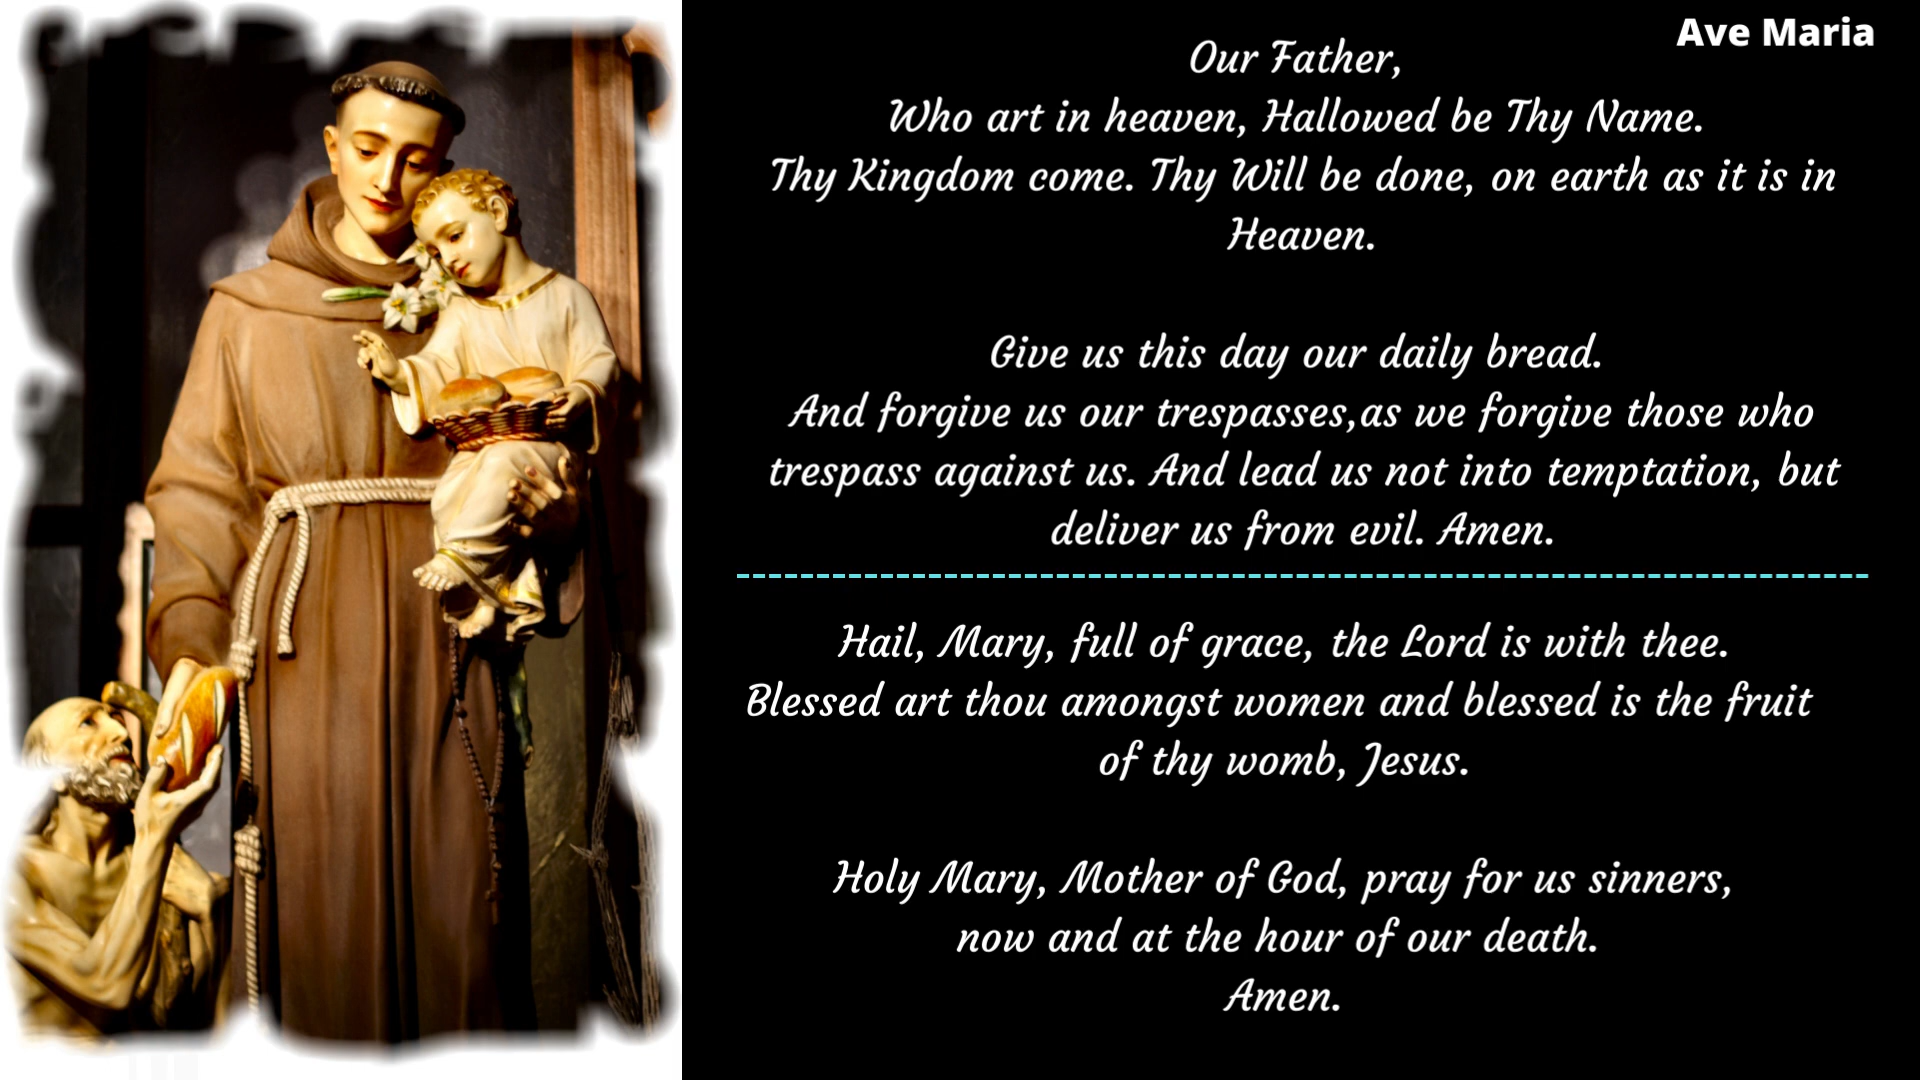 Ave Maria
Our Father,
Who art in heaven, Hallowed be Thy Name.
Thy Kingdom come. Thy Will be done, on earth as it is in
Heaven.
Give us this day our daily bread.
And forgive us our trespasses,as we forgive those who
trespass against us. And lead us not into temptation, but
deliver us from evil. Amen.
Hail, Mary, full of grace, the Lord is with thee.
Blessed art thou amongst women and blessed is the fruit
of thy womb, Jesus.
Holy Mary, Mother of God, pray for us sinners,
now and at the hour of our death.
Amen.